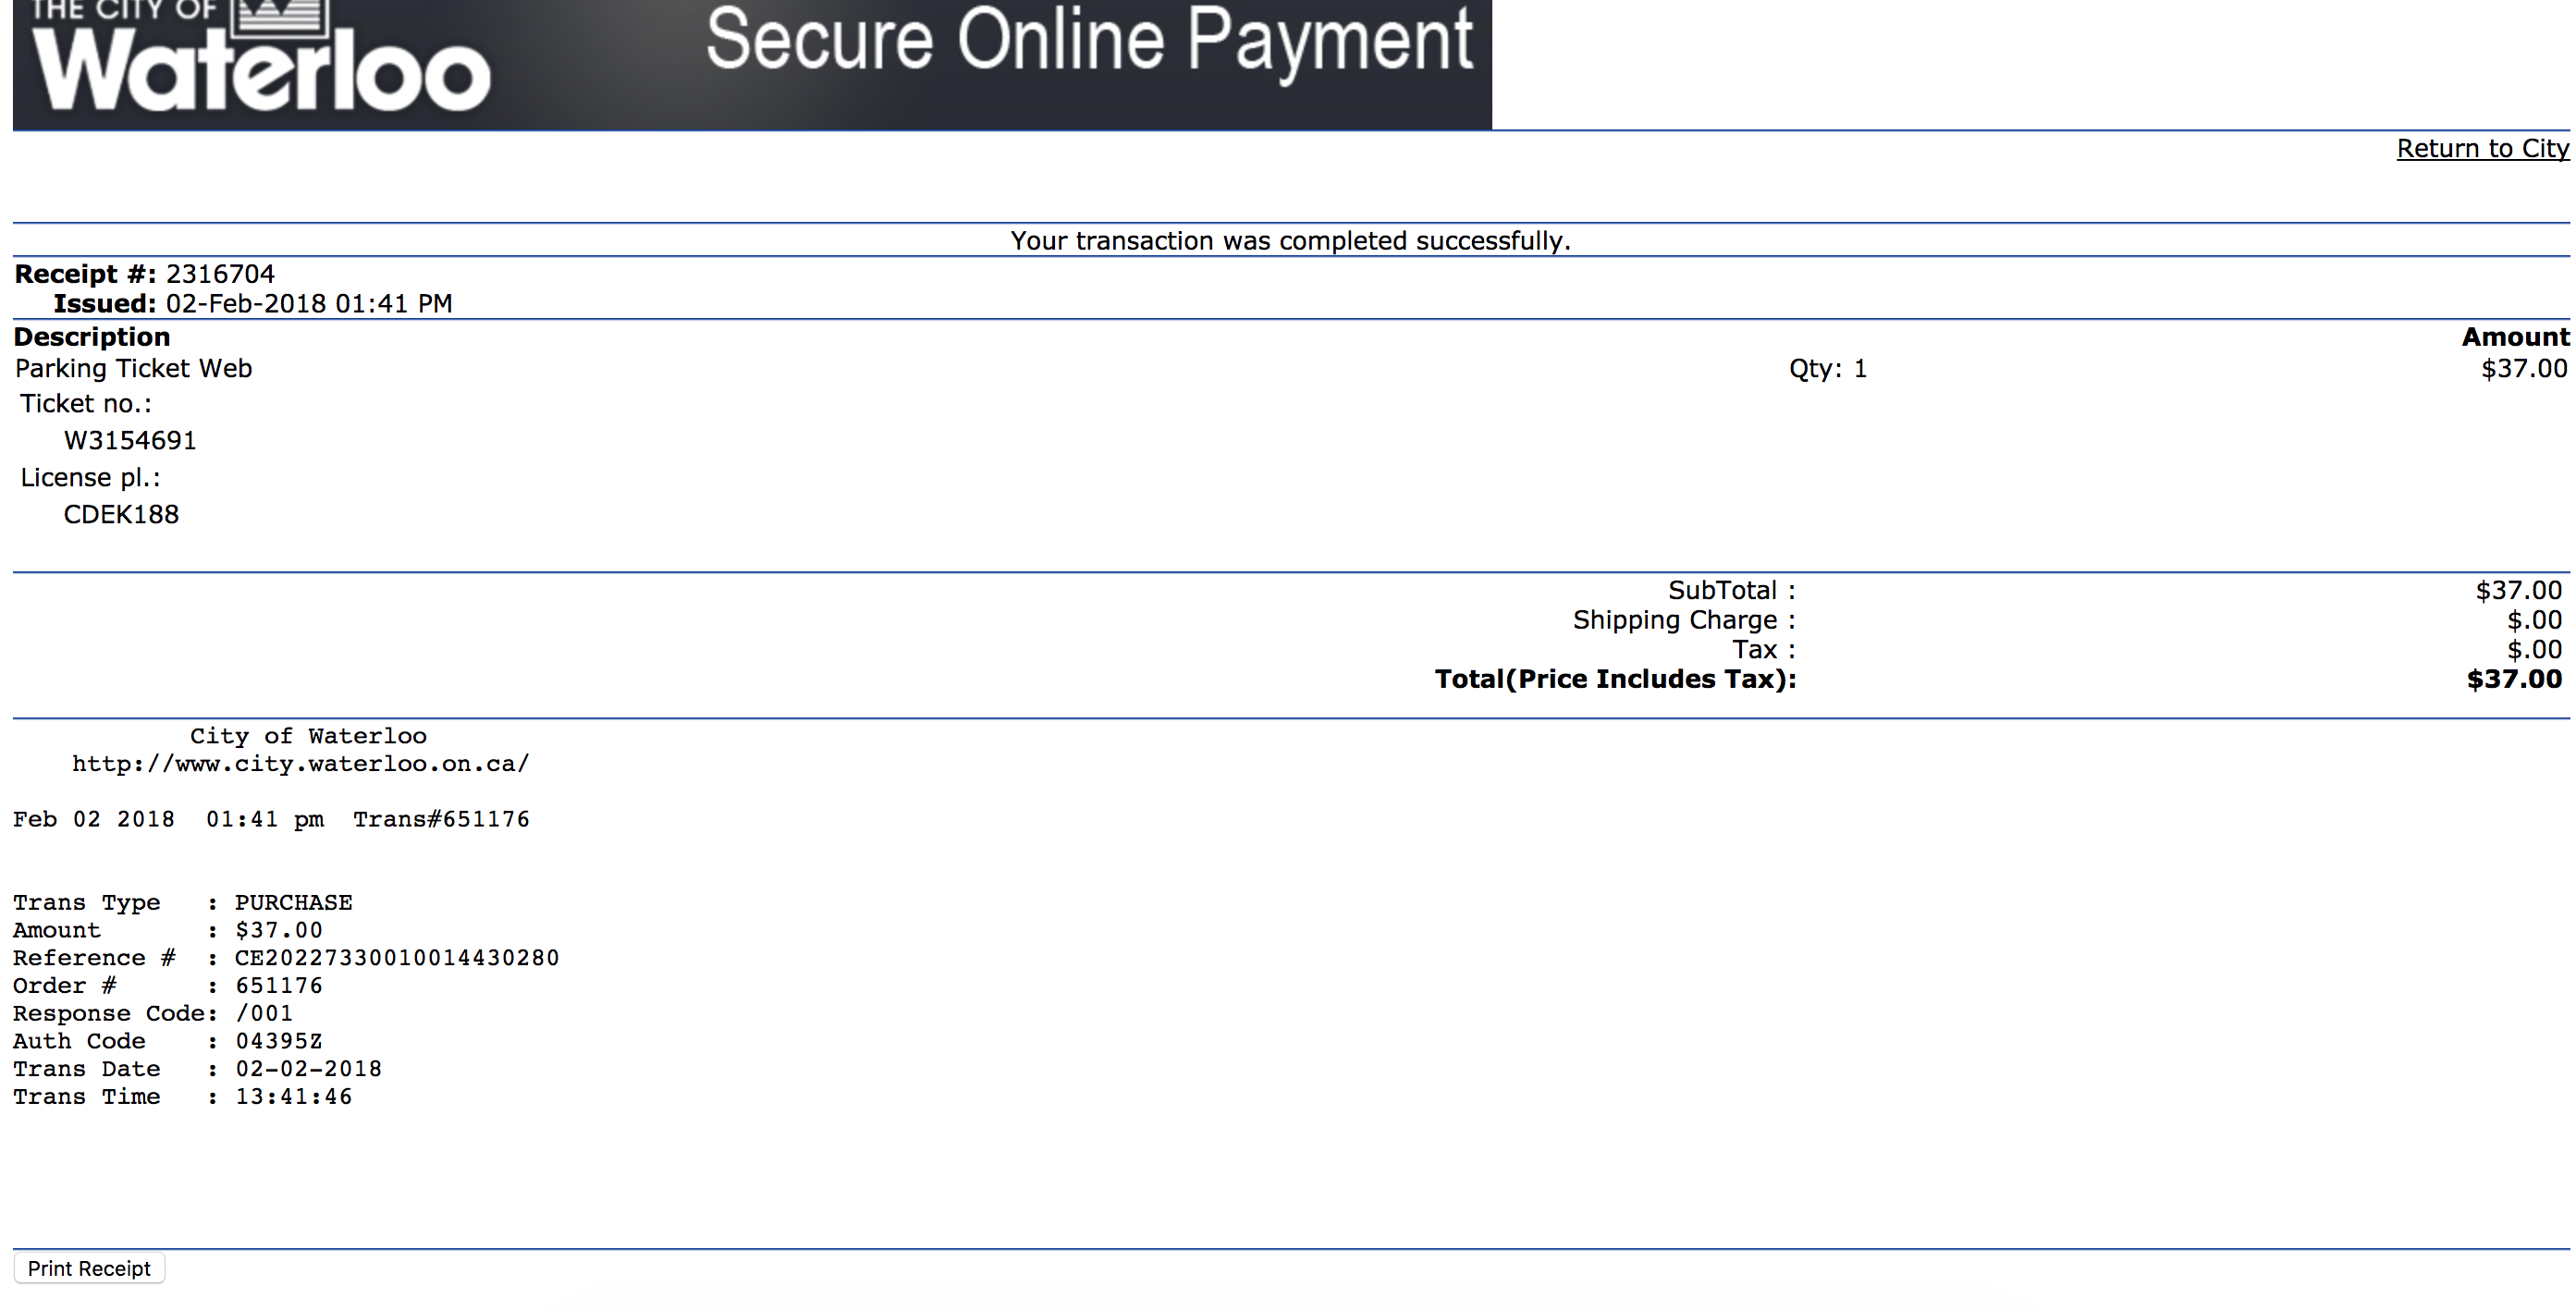 THE CITY OF
Waterloo
Secure Online Payment
Return to City
Your transaction was completed successfully.
Receipt #: 2316704
Issued: 02-Feb-2018 01:41 PM
Description Amount
Parking Ticket Web Qty: 1 $37.00
Ticket no.:
W3154691
License pl.:
CDEK188
SubTotal : $37.00
Shipping Charge : $.00
Tax : $.00
Total(Price Includes Tax): $37.00
City of Waterloo
http://www.city.waterloo.on.ca/
Feb 02 2018 01:41 pm Trans#651176
Trans Type : PURCHASE
Amount : $37.00
Reference # : CE20227330010014430280
Order # : 651176
Response Code: /001
Auth Code : 04395Z
Trans Date : 02-02-2018
Trans Time : 13:41:46
Print Receipt